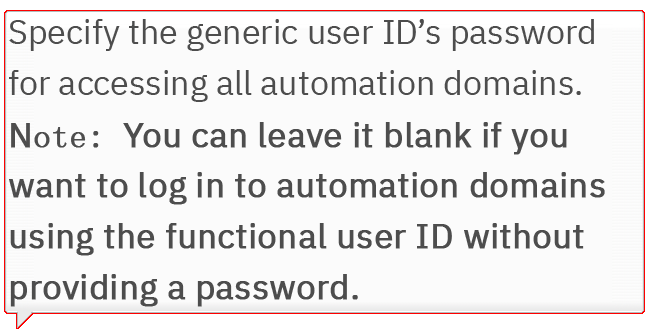 Specify the generic user ID’s password
for accessing all automation domains.
Note: You can leave it blank if you
want to log in to automation domains
using the functional user ID without
providing a password.